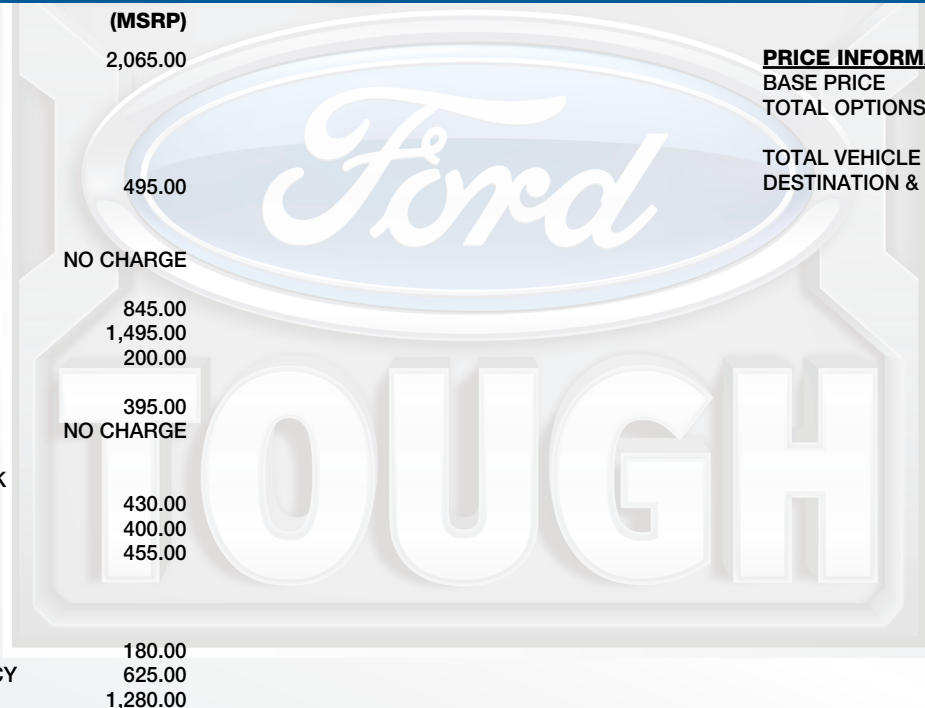 (MSRP)
2,065.00
495.00
NO CHARGE
845.00
1,495.00
200.00
395.00
NO CHARGE
K
430.00
400.00
455.00
180.00
CY 625.00
1,280.00
PRICE INFORMA
BASE PRICE
TOTAL OPTIONS
TOTAL VEHICLE
DESTINATION &
Ford
TOUGH